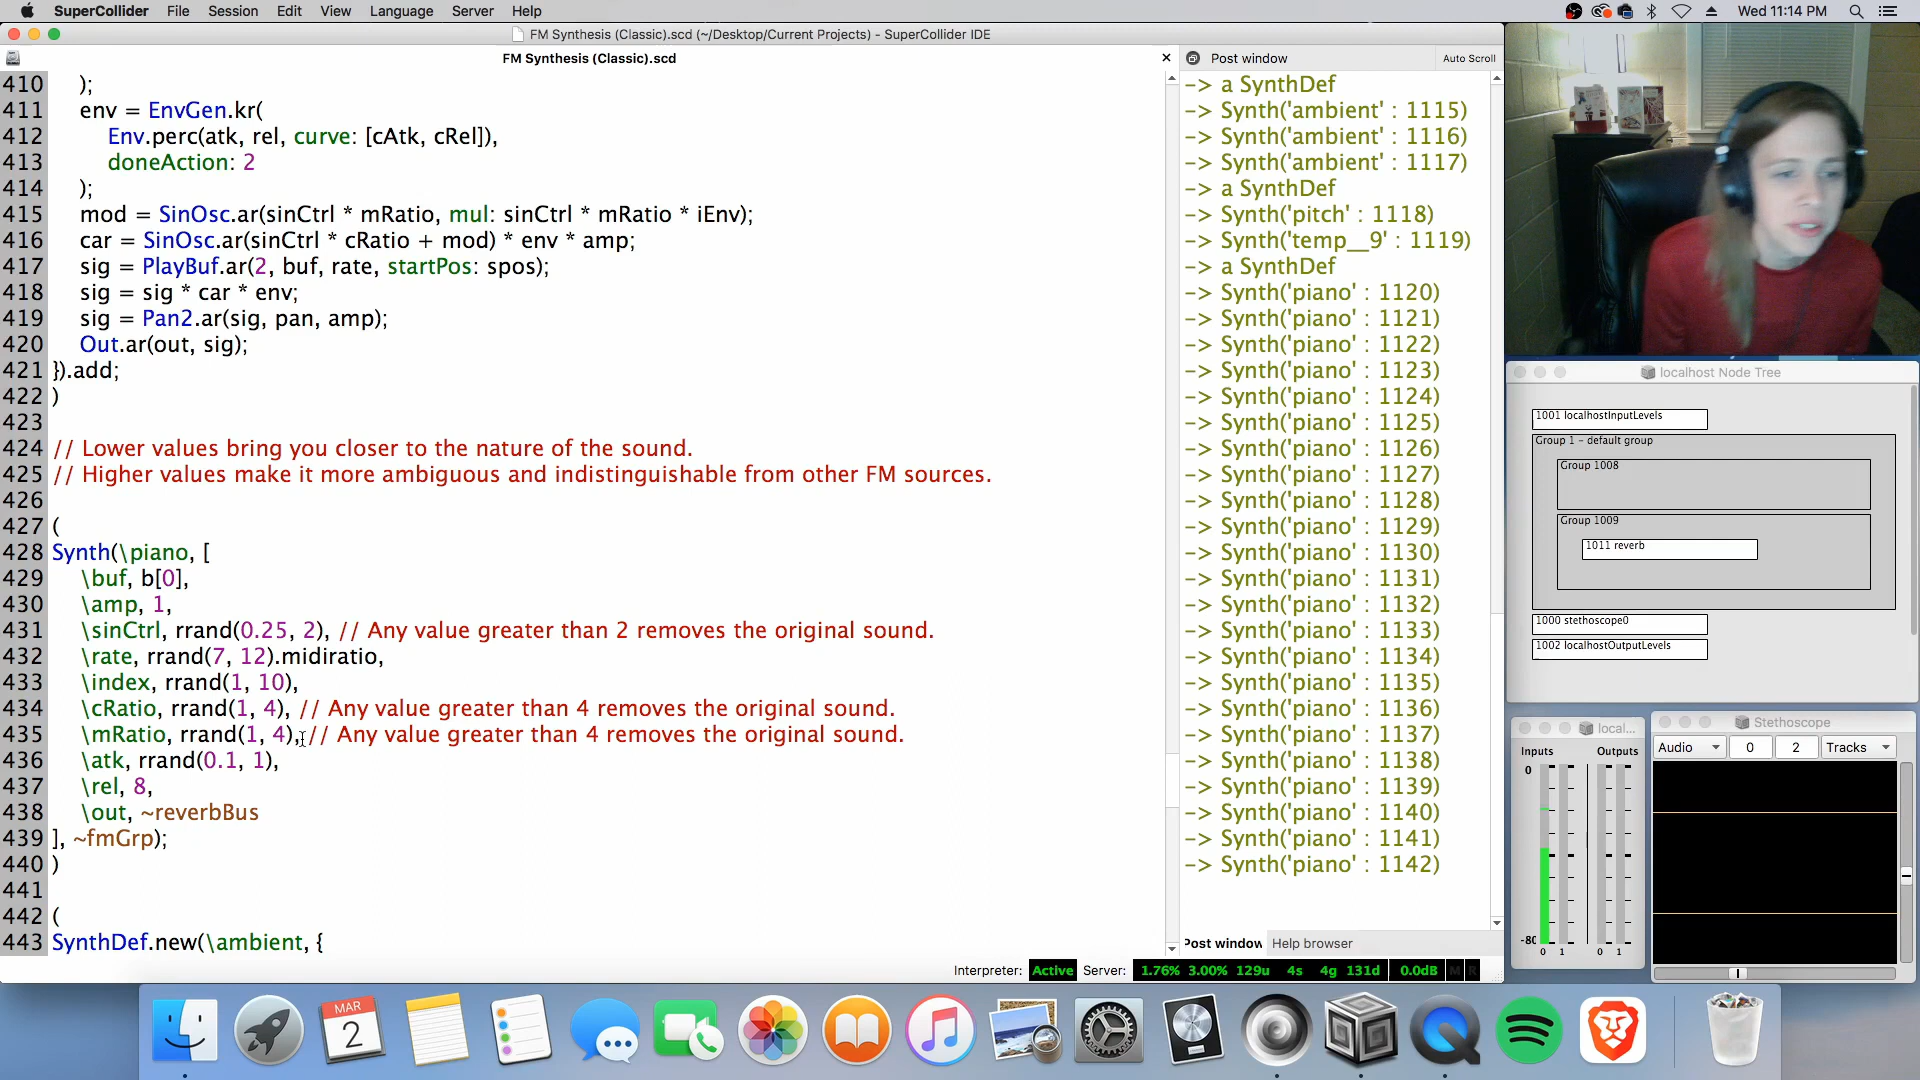 SuperCollider File Session Edit View Language Server Help Wed 11:14 PM
FM Synthesis (Classic).scd (~/Desktop/Current Projects) - SuperCollider IDE
FM Synthesis (Classic).scd
410 );
411 env = EnvGen.kr(
412 Env.perc(atk, rel, curve: [cAtk, cRel]),
413 doneAction: 2
414 );
415 mod = SinOsc.ar(sinCtrl * mRatio, mul: sinCtrl * mRatio * iEnv);
416 car = SinOsc.ar(sinCtrl * cRatio + mod) * env * amp;
417 sig = PlayBuf.ar(2, buf, rate, startPos: spos);
418 sig = sig * car * env;
419 sig = Pan2.ar(sig, pan, amp);
420 Out.ar(out, sig);
421 }).add;
422 )
423
424 // Lower values bring you closer to the nature of the sound.
425 // Higher values make it more ambiguous and indistinguishable from other FM sources.
426
427 (
428 Synth(\piano, [
429 \buf, b[0],
430 \amp, 1,
431 \sinCtrl, rrand(0.25, 2), // Any value greater than 2 removes the original sound.
432 \rate, rrand(7, 12).midiratio,
433 \index, rrand(1, 10),
434 \cRatio, rrand(1, 4), // Any value greater than 4 removes the original sound.
435 \mRatio, rrand(1, 4), // Any value greater than 4 removes the original sound.
436 \atk, rrand(0.1, 1),
437 \rel, 8,
438 \out, ~reverbBus
439 ], ~fmGrp);
440 )
441
442 (
443 SynthDef.new(\ambient, {
Post window Auto Scroll
-> a SynthDef
-> Synth('ambient' : 1115)
-> Synth('ambient' : 1116)
-> Synth('ambient' : 1117)
-> a SynthDef
-> Synth('pitch' : 1118)
-> Synth('temp__9' : 1119)
-> a SynthDef
-> Synth('piano' : 1120)
-> Synth('piano' : 1121)
-> Synth('piano' : 1122)
-> Synth('piano' : 1123)
-> Synth('piano' : 1124)
-> Synth('piano' : 1125)
-> Synth('piano' : 1126)
-> Synth('piano' : 1127)
-> Synth('piano' : 1128)
-> Synth('piano' : 1129)
-> Synth('piano' : 1130)
-> Synth('piano' : 1131)
-> Synth('piano' : 1132)
-> Synth('piano' : 1133)
-> Synth('piano' : 1134)
-> Synth('piano' : 1135)
-> Synth('piano' : 1136)
-> Synth('piano' : 1137)
-> Synth('piano' : 1138)
-> Synth('piano' : 1139)
-> Synth('piano' : 1140)
-> Synth('piano' : 1141)
-> Synth('piano' : 1142)
Post window Help browser
Interpreter: Active Server: 1.76% 3.00% 129u 4s 4g 131d 0.0dB M R
localhost Node Tree
1001 localhostInputLevels
Group 1 - default group
Group 1008
Group 1009
1011 reverb
1000 stethoscope0
1002 localhostOutputLevels
local...
Inputs Outputs
0
-80
0 1 0 1
Stethoscope
Audio 0 2 Tracks
MAR
2